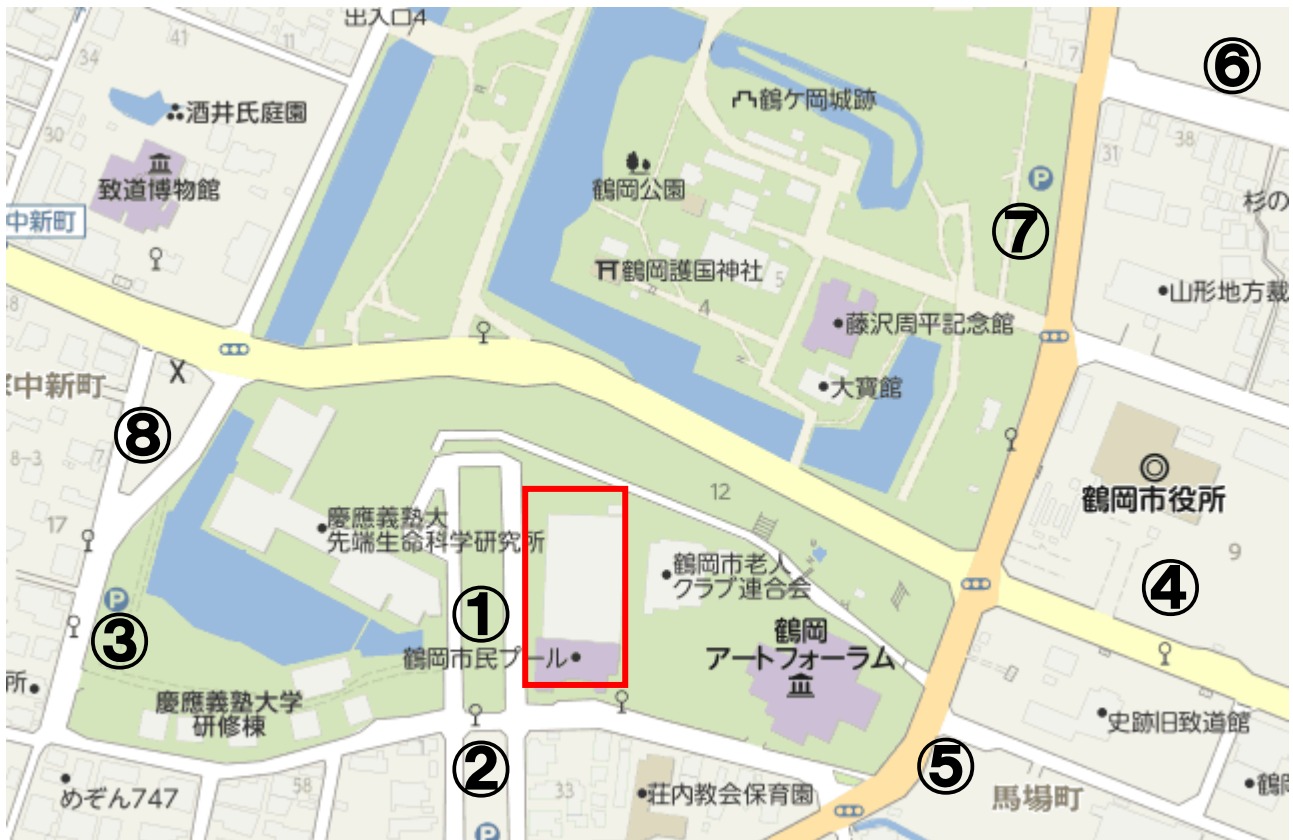 出入口4
41
11
34
7
⑥
酒井氏庭園
鶴ケ岡城跡
30
38
31
P
致道博物館
鶴岡公園
杉の
中新町
⑦
鶴岡護国神社
5
4
山形地方裁
48
藤沢周平記念館
中新町
大寶館
⑧
8-3
7
12
鶴岡市役所
17
慶應義塾大
先端生命科学研究所
鶴岡市老人
クラブ連合会
9
④
P
①
③
鶴岡
アートフォーラム
鶴岡市民プール
所
慶應義塾大学
研修棟
史跡旧致道館
②
⑤
めぞん747
58
33
荘内教会保育園
馬場町
鶴
P